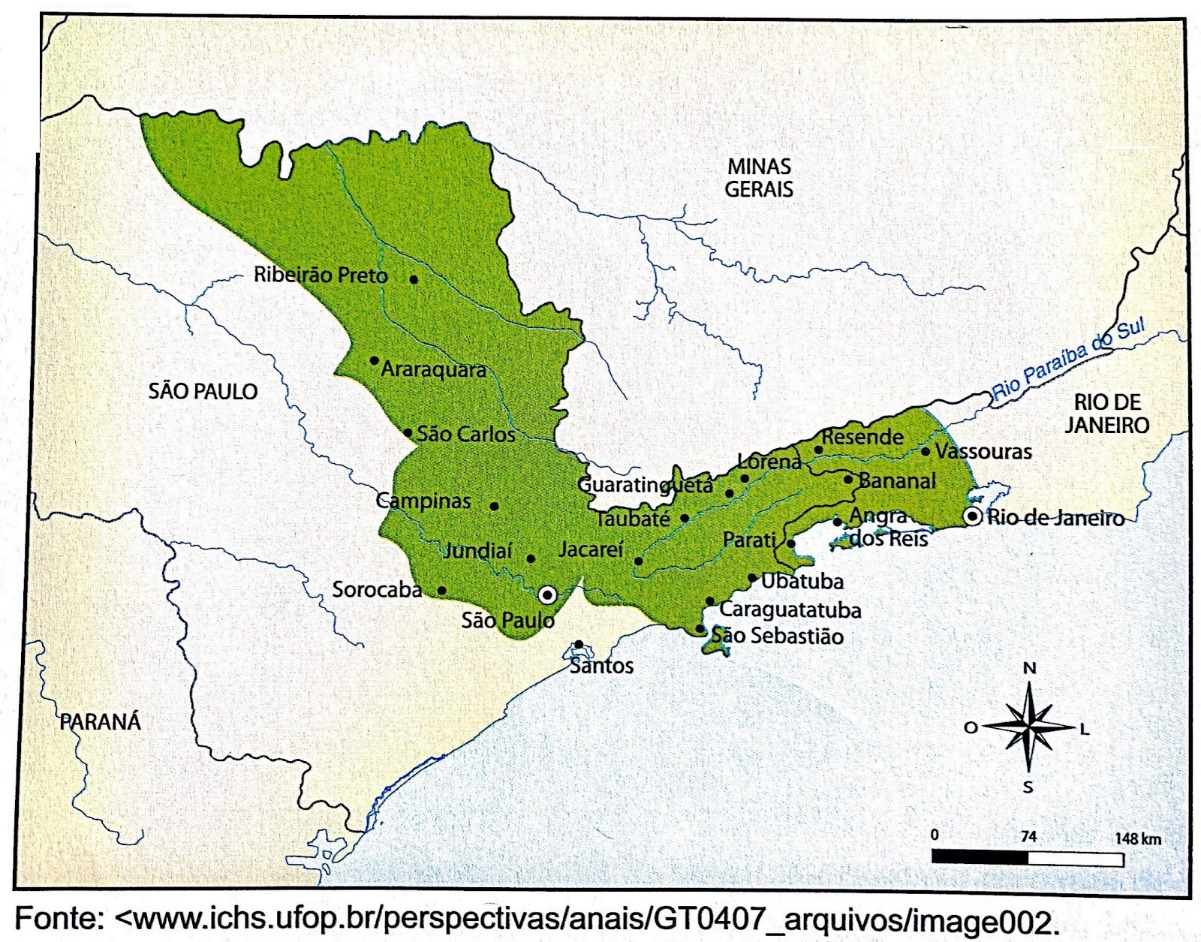 MINAS
GERAIS
Ribeirão Preto
Rio Paraíba do Sul
Araraquara
SÃO PAULO
RIO DE
JANEIRO
São Carlos
Resende
Vassouras
Lorena
Guaratinguetá
Bananal
Campinas
Taubaté
Angra
dos Reis
Rio de Janeiro
Parati
Jundiaí
Jacareí
Ubatuba
Sorocaba
Caraguatatuba
São Paulo
São Sebastião
Santos
N
O
L
S
PARANÁ
0 74 148 km
Fonte: <www.ichs.ufop.br/perspectivas/anais/GT0407_arquivos/image002.